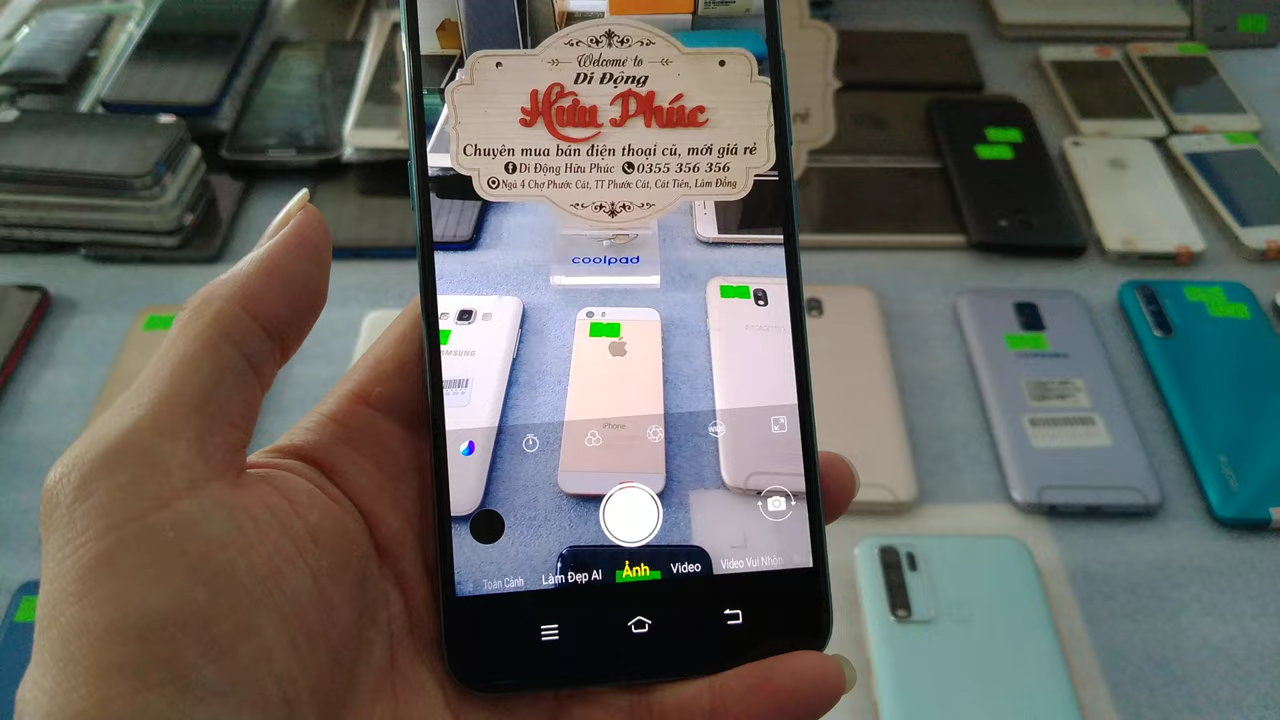 Welcome to
Di Động
Hữu Phúc
Chuyên mua bán điện thoại cũ, mới giá rẻ
Di Động Hữu Phúc 0355 356 356
Ngã 4 Chợ Phước Cát, TT Phước Cát, Cát Tiên, Lâm Đồng
coolpad
AMSUNG
iPhone
WIDE
Toàn Cảnh Làm Đẹp AI Ảnh Video Video Vui Nhộn